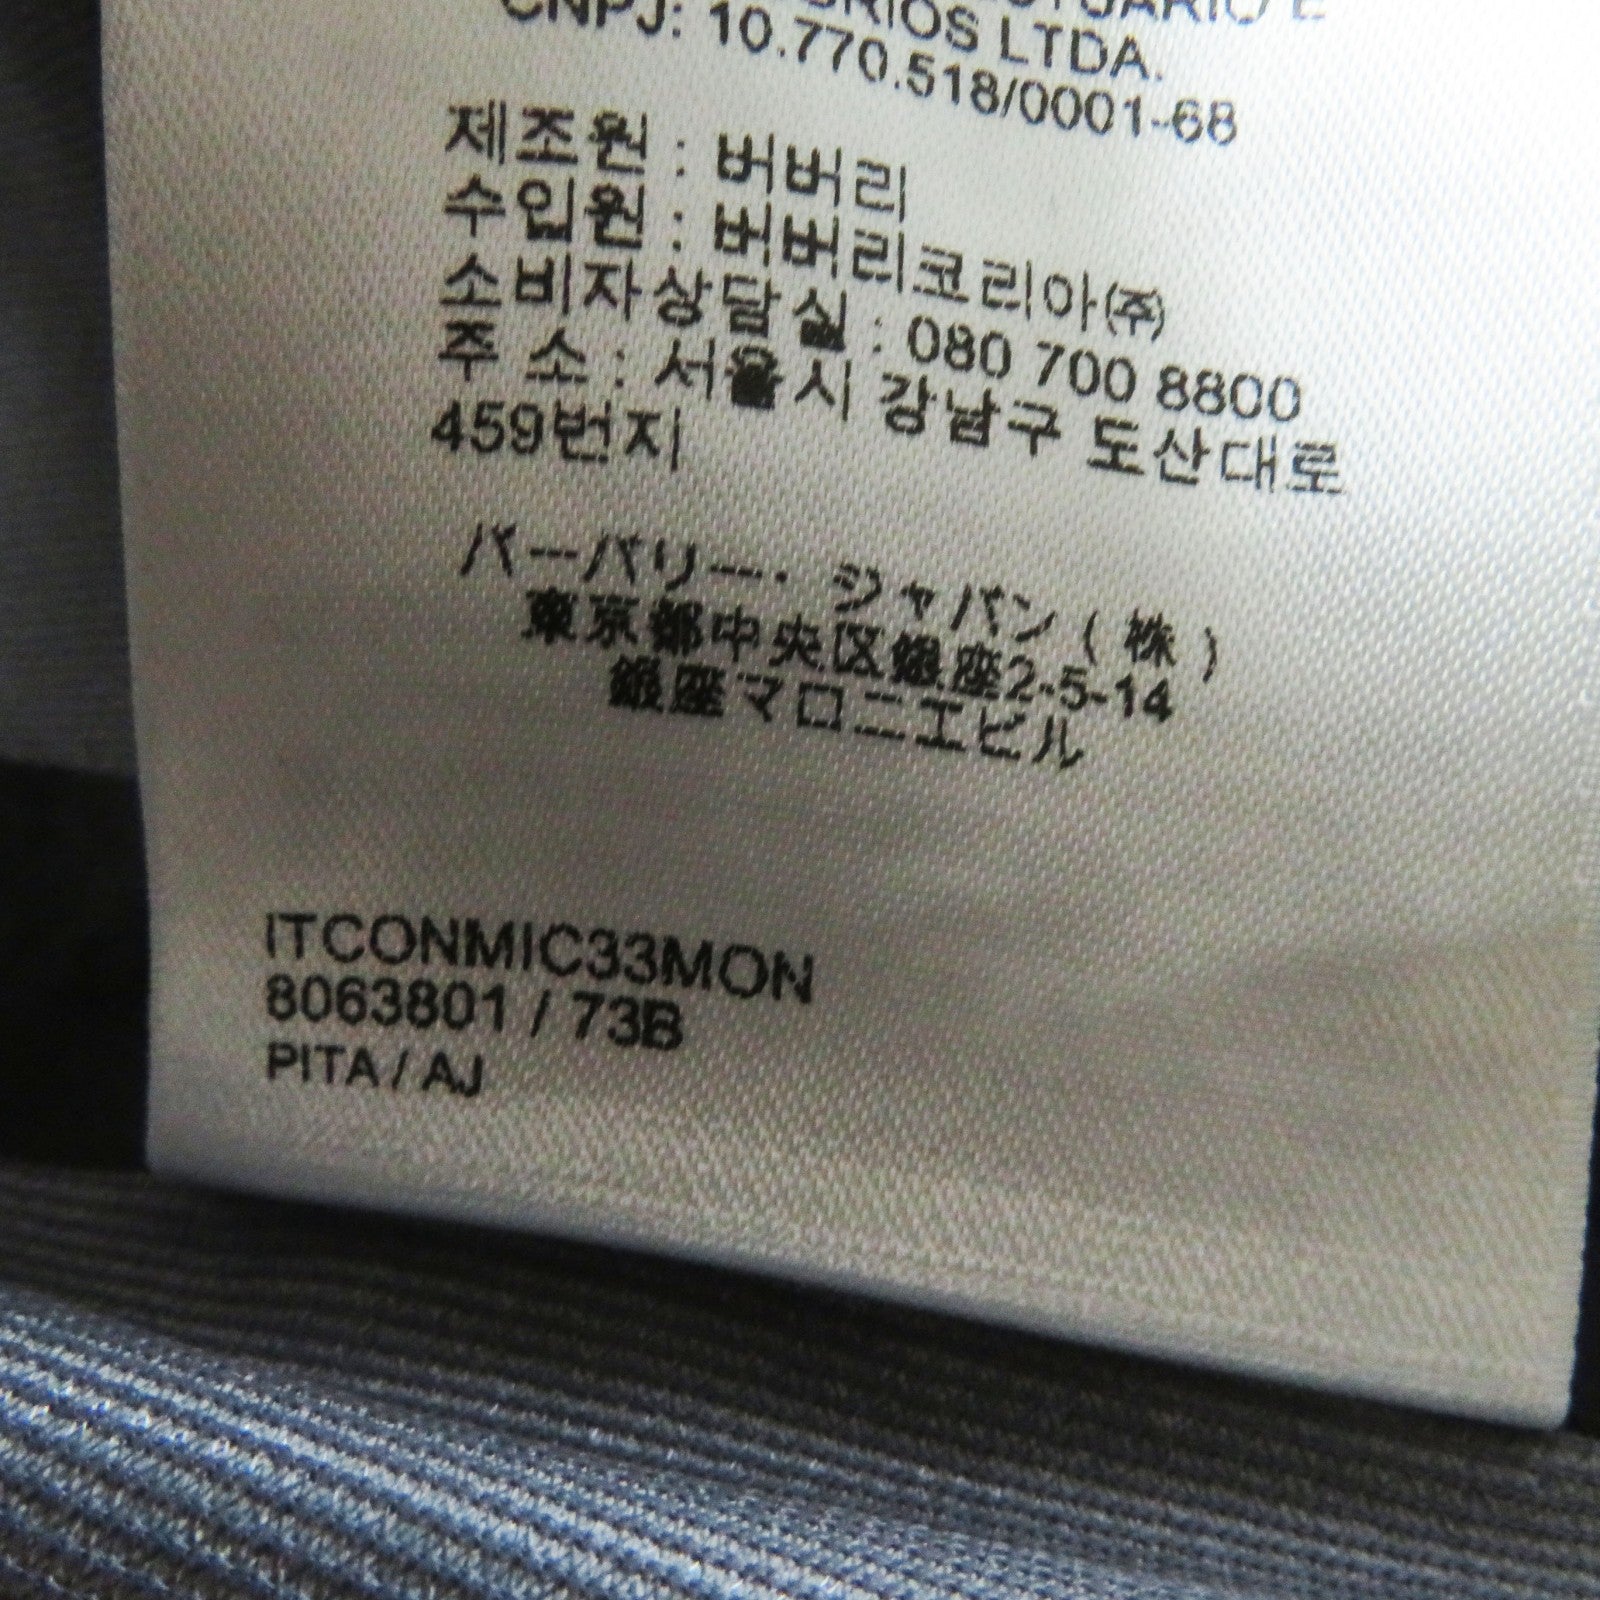 LTDA.
CNPJ: 10.770.518/0001-68
제조원 : 버버리
수입원 : 버버리코리아(주)
소비자상담실 : 080 700 8800
주 소 : 서울시 강남구 도산대로
459번지
バーバリー・ジャパン ( 株 )
東京都中央区銀座2-5-14
銀座マロニエビル
ITCONMIC33MON
8063801 / 73B
PITA / AJ